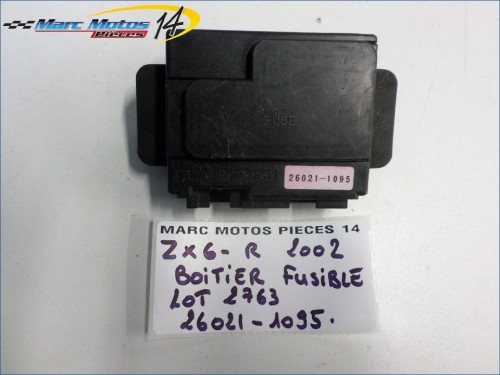 Marc Motos 14
Pièces
FUSE
26021-1095
MARC MOTOS PIECES 14
ZX6-R 2002
BOITIER FUSIBLE
LOT 2763
26021-1095.